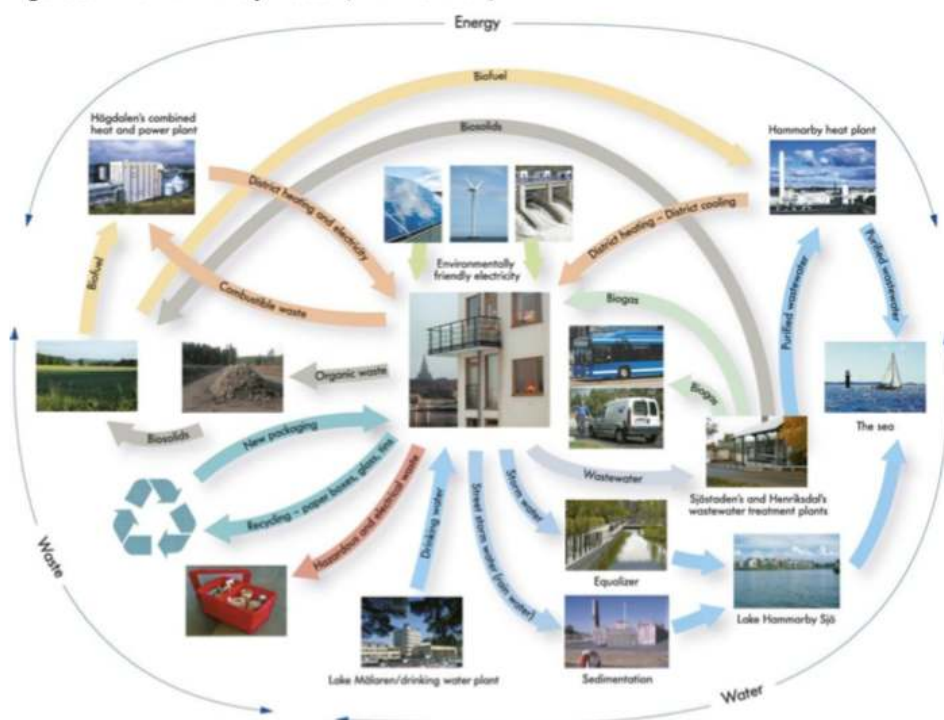 Energy
Biofuel
Biosolids
Högdalen's combined
heat and power plant
Hammarby heat plant
District heating and electricity
District heating – District cooling
Environmentally
friendly electricity
Combustible waste
Biofuel
Biogas
Purified wastewater
Purified wastewater
Organic waste
Biogas
The sea
Biosolids
New packaging
Wastewater
Sjöstaden's and Henriksdal's
wastewater treatment plants
Recycling – paper boxes, glass, tins
Hazardous and electrical waste
Drinking water
Street storm water (rain water)
Storm water
Equalizer
Lake Hammarby Sjö
Waste
Lake Mälaren/drinking water plant
Sedimentation
Water